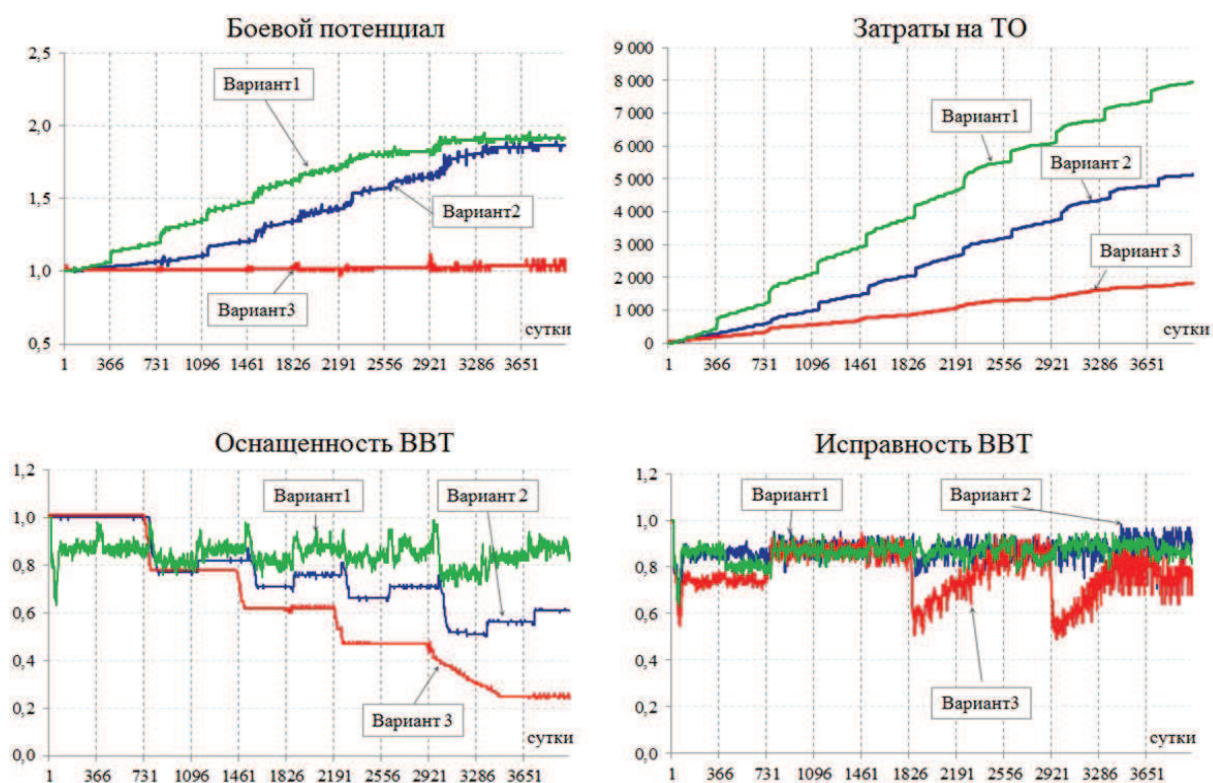 Боевой потенциал
2,5
2,0
1,5
1,0
0,5
Вариант1
Вариант2
Вариант3
сутки
1 366 731 1096 1461 1826 2191 2556 2921 3286 3651
Затраты на ТО
9 000
8 000
7 000
6 000
5 000
4 000
3 000
2 000
1 000
0
Вариант1
Вариант 2
Вариант 3
сутки
1 366 731 1096 1461 1826 2191 2556 2921 3286 3651
Оснащенность ВВТ
1,2
1,0
0,8
0,6
0,4
0,2
0,0
Вариант1
Вариант 2
Вариант 3
сутки
1 366 731 1096 1461 1826 2191 2556 2921 3286 3651
Исправность ВВТ
1,2
1,0
0,8
0,6
0,4
0,2
0,0
Вариант1
Вариант 2
Вариант3
сутки
1 366 731 1096 1461 1826 2191 2556 2921 3286 3651